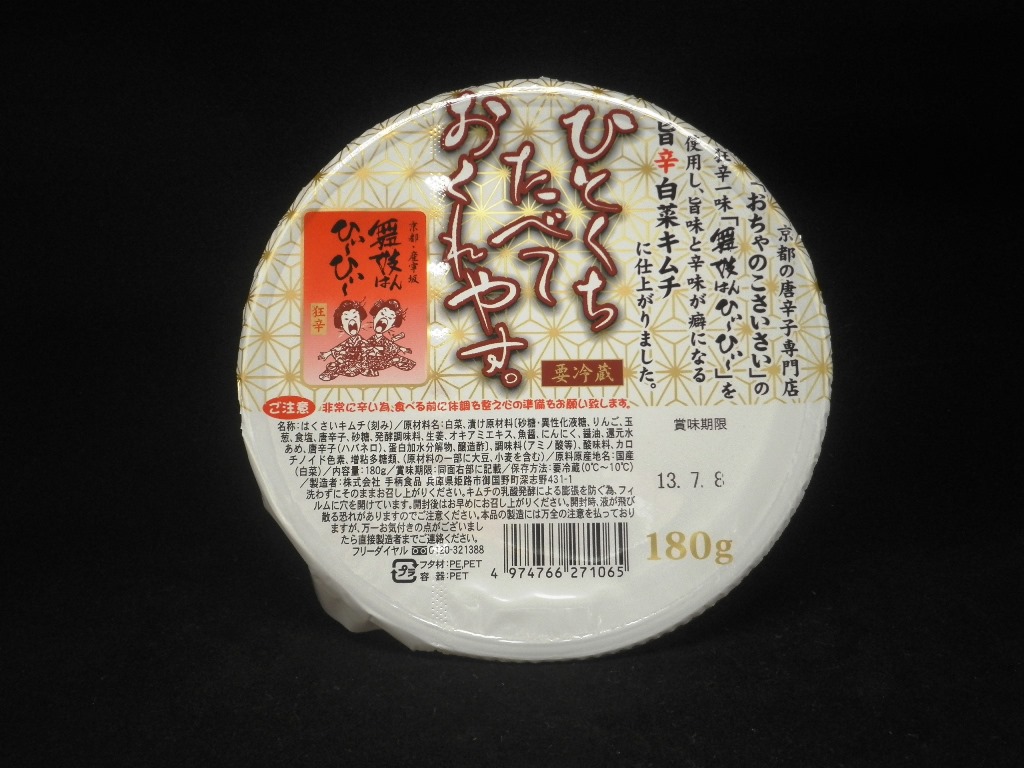 京都の唐辛子専門店
「おちゃのこさいさい」の
狂辛一味「舞妓はんひぃ～ひぃ～」を
使用し、旨味と辛味が癖になる
旨辛白菜キムチ
に仕上がりました。
ひとくち
たべて
おくれやす。
要冷蔵
京都・産寧坂
舞妓はん
ひぃ～ひぃ～
狂辛
ご注意 非常に辛い為、食べる前に体調を整え心の準備をお願い致します。
名称:はくさいキムチ(刻み)/原材料名:白菜、漬け原材料〔砂糖・異性化液糖、りんご、玉
葱、食塩、唐辛子、砂糖、発酵調味料、生姜、オキアミエキス、魚醤、にんにく、醤油、還元水
あめ、唐辛子(ハバネロ)、蛋白加水分解物、醸造酢〕、調味料(アミノ酸等)、酸味料、カロ
チノイド色素、増粘多糖類、(原材料の一部に大豆、小麦を含む)/原料原産地名:国産
(白菜)/内容量:180g/賞味期限:同面右部に記載/保存方法:要冷蔵(0℃～10℃)
/製造者:株式会社 手柄食品 兵庫県姫路市御国野町深志野431-1
洗わずにそのままお召し上がりください。キムチの乳酸発酵による膨張を防ぐ為、フィ
ルムに穴を開けています。開封後はお早めにお召し上がりください。開封時、液が飛び
散る恐れがありますのでご注意ください。本品の製造には万全の注意を払っており
ますが、万一お気付きの点がございまし
たら直接製造者までご連絡ください。
フリーダイヤル 0120-321388
プラ
フタ材:PE,PET
容 器:PET
4 974766 271065
賞味期限
13. 7. 8
180g